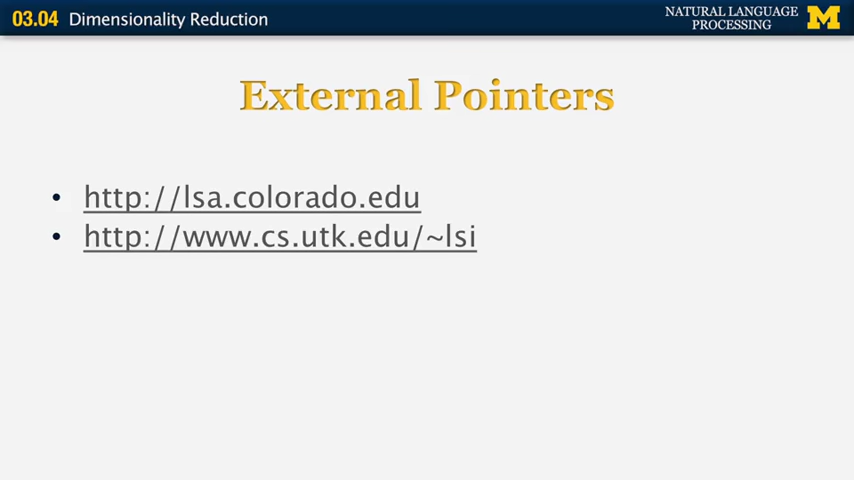 03.04 Dimensionality Reduction
NATURAL LANGUAGE
PROCESSING
M
External Pointers
• http://lsa.colorado.edu
• http://www.cs.utk.edu/~lsi